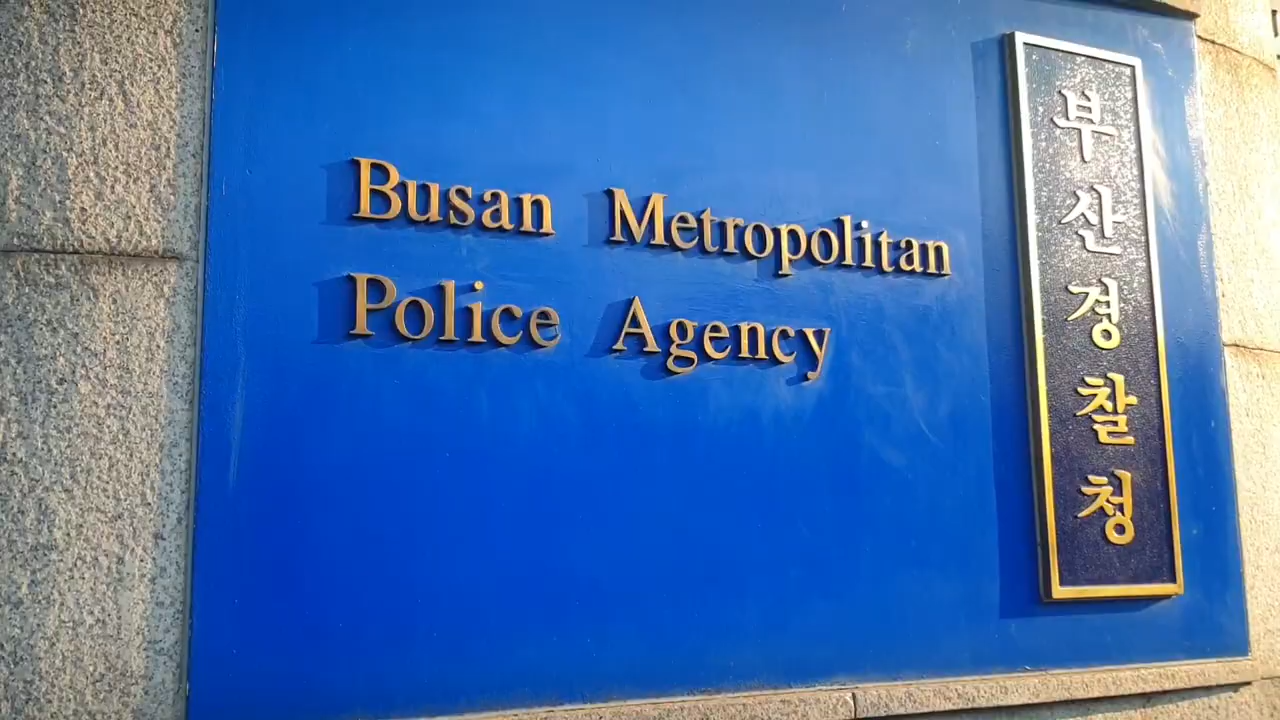 Busan Metropolitan
Police Agency
부산경찰청